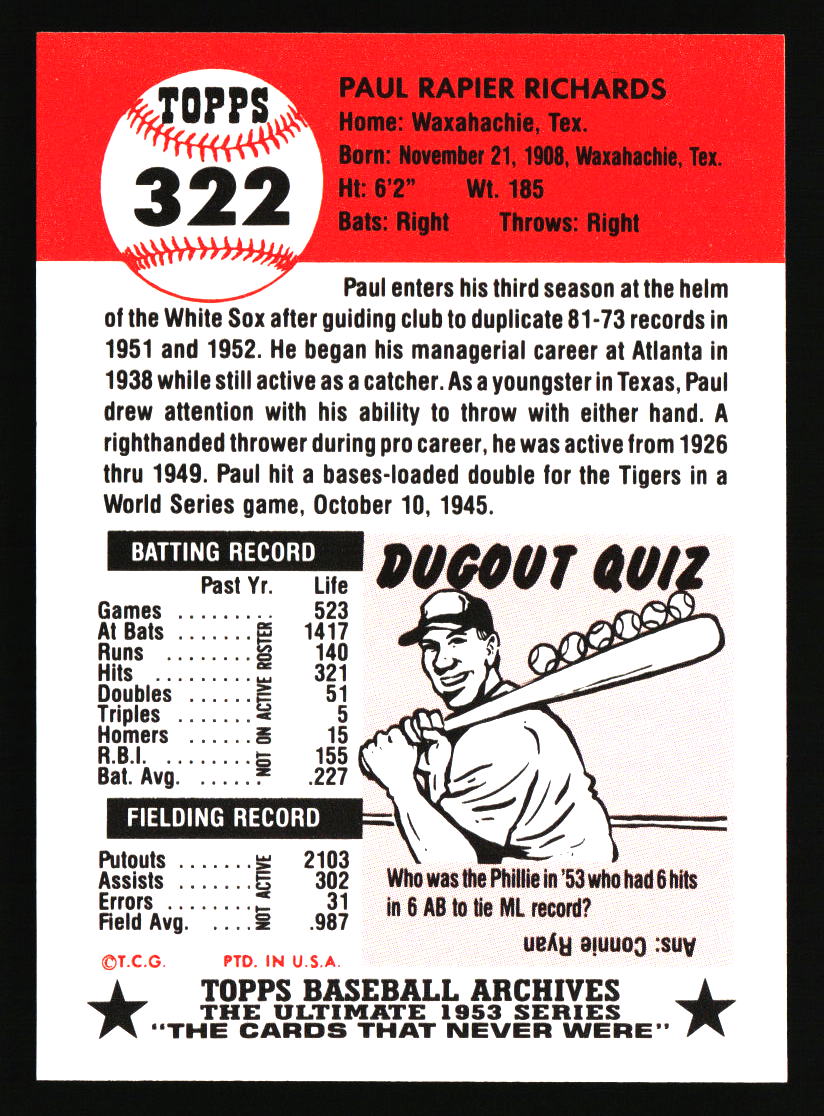 TOPPS
322
PAUL RAPIER RICHARDS
Home: Waxahachie, Tex.
Born: November 21, 1908, Waxahachie, Tex.
Ht: 6'2" Wt. 185
Bats: Right Throws: Right
Paul enters his third season at the helm
of the White Sox after guiding club to duplicate 81-73 records in
1951 and 1952. He began his managerial career at Atlanta in
1938 while still active as a catcher. As a youngster in Texas, Paul
drew attention with his ability to throw with either hand. A
righthanded thrower during pro career, he was active from 1926
thru 1949. Paul hit a bases-loaded double for the Tigers in a
World Series game, October 10, 1945.
BATTING RECORD
Past Yr. Life
Games ......... 523
At Bats ....... 1417
Runs ........ 140
Hits ......... 321
Doubles ....... 51
Triples ....... 5
Homers ...... 15
R.B.I. ........ 155
Bat. Avg. ...... .227
NOT ON ACTIVE ROSTER
FIELDING RECORD
Putouts ....... 2103
Assists ....... 302
Errors ........ 31
Field Avg. .... .987
NOT ACTIVE
DUGOUT QUIZ
Who was the Phillie in '53 who had 6 hits
in 6 AB to tie ML record?
Ans: Connie Ryan
©T.C.G. PTD. IN U.S.A.
TOPPS BASEBALL ARCHIVES
THE ULTIMATE 1953 SERIES
"THE CARDS THAT NEVER WERE"